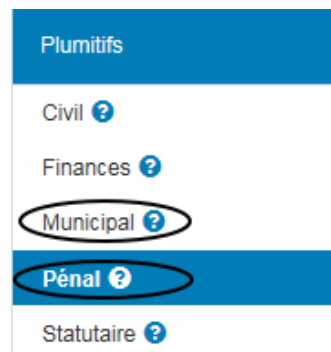 Plumitifs
Civil ?
Finances ?
Municipal ?
Pénal ?
Statutaire ?